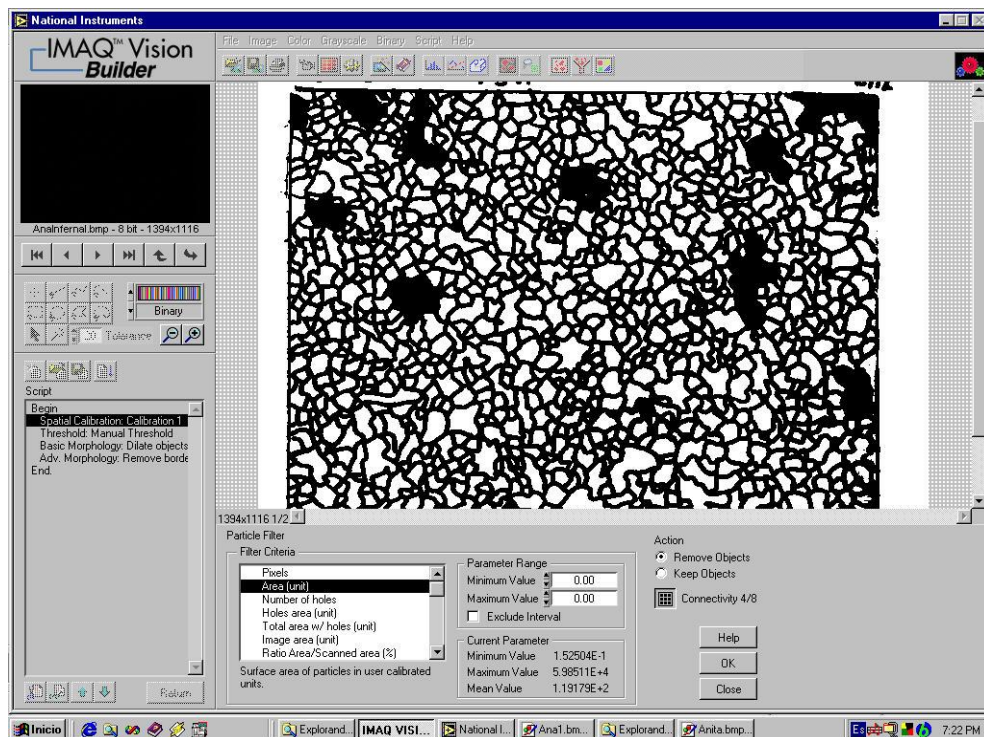 National Instruments
IMAQ™ Vision
Builder
File Image Color Grayscale Binary Script Help
AnaInfernal.bmp - 8 bit - 1394x1116
Binary
Tolerance
Script
Begin
Spatial Calibration: Calibration 1
Threshold: Manual Threshold
Basic Morphology: Dilate objects
Adv. Morphology: Remove borde
End.
Return
1394x1116 1/2
Particle Filter
Filter Criteria
Pixels
Area (unit)
Number of holes
Holes area (unit)
Total area w/ holes (unit)
Image area (unit)
Ratio Area/Scanned area (%)
Surface area of particles in user calibrated
units.
Parameter Range
Minimum Value 0.00
Maximum Value 0.00
Exclude Interval
Current Parameter
Minimum Value 1.52504E-1
Maximum Value 5.98511E+4
Mean Value 1.19179E+2
Action
Remove Objects
Keep Objects
Connectivity 4/8
Help
OK
Close
Inicio Explorand... IMAQ VISI... National I... Ana1.bm... Explorand... Anita.bmp... Es 7:22 PM